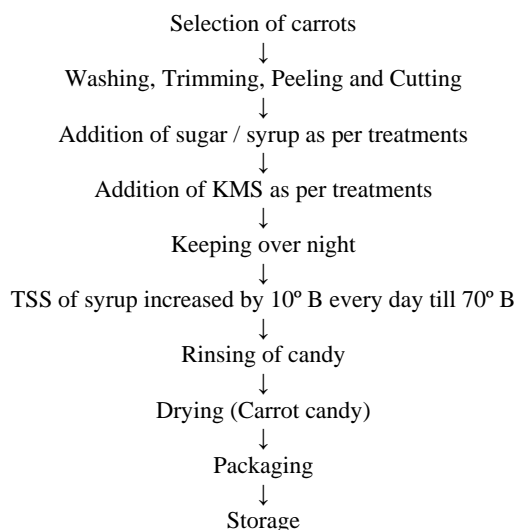 Selection of carrots
↓
Washing, Trimming, Peeling and Cutting
↓
Addition of sugar / syrup as per treatments
↓
Addition of KMS as per treatments
↓
Keeping over night
↓
TSS of syrup increased by 10º B every day till 70º B
↓
Rinsing of candy
↓
Drying (Carrot candy)
↓
Packaging
↓
Storage